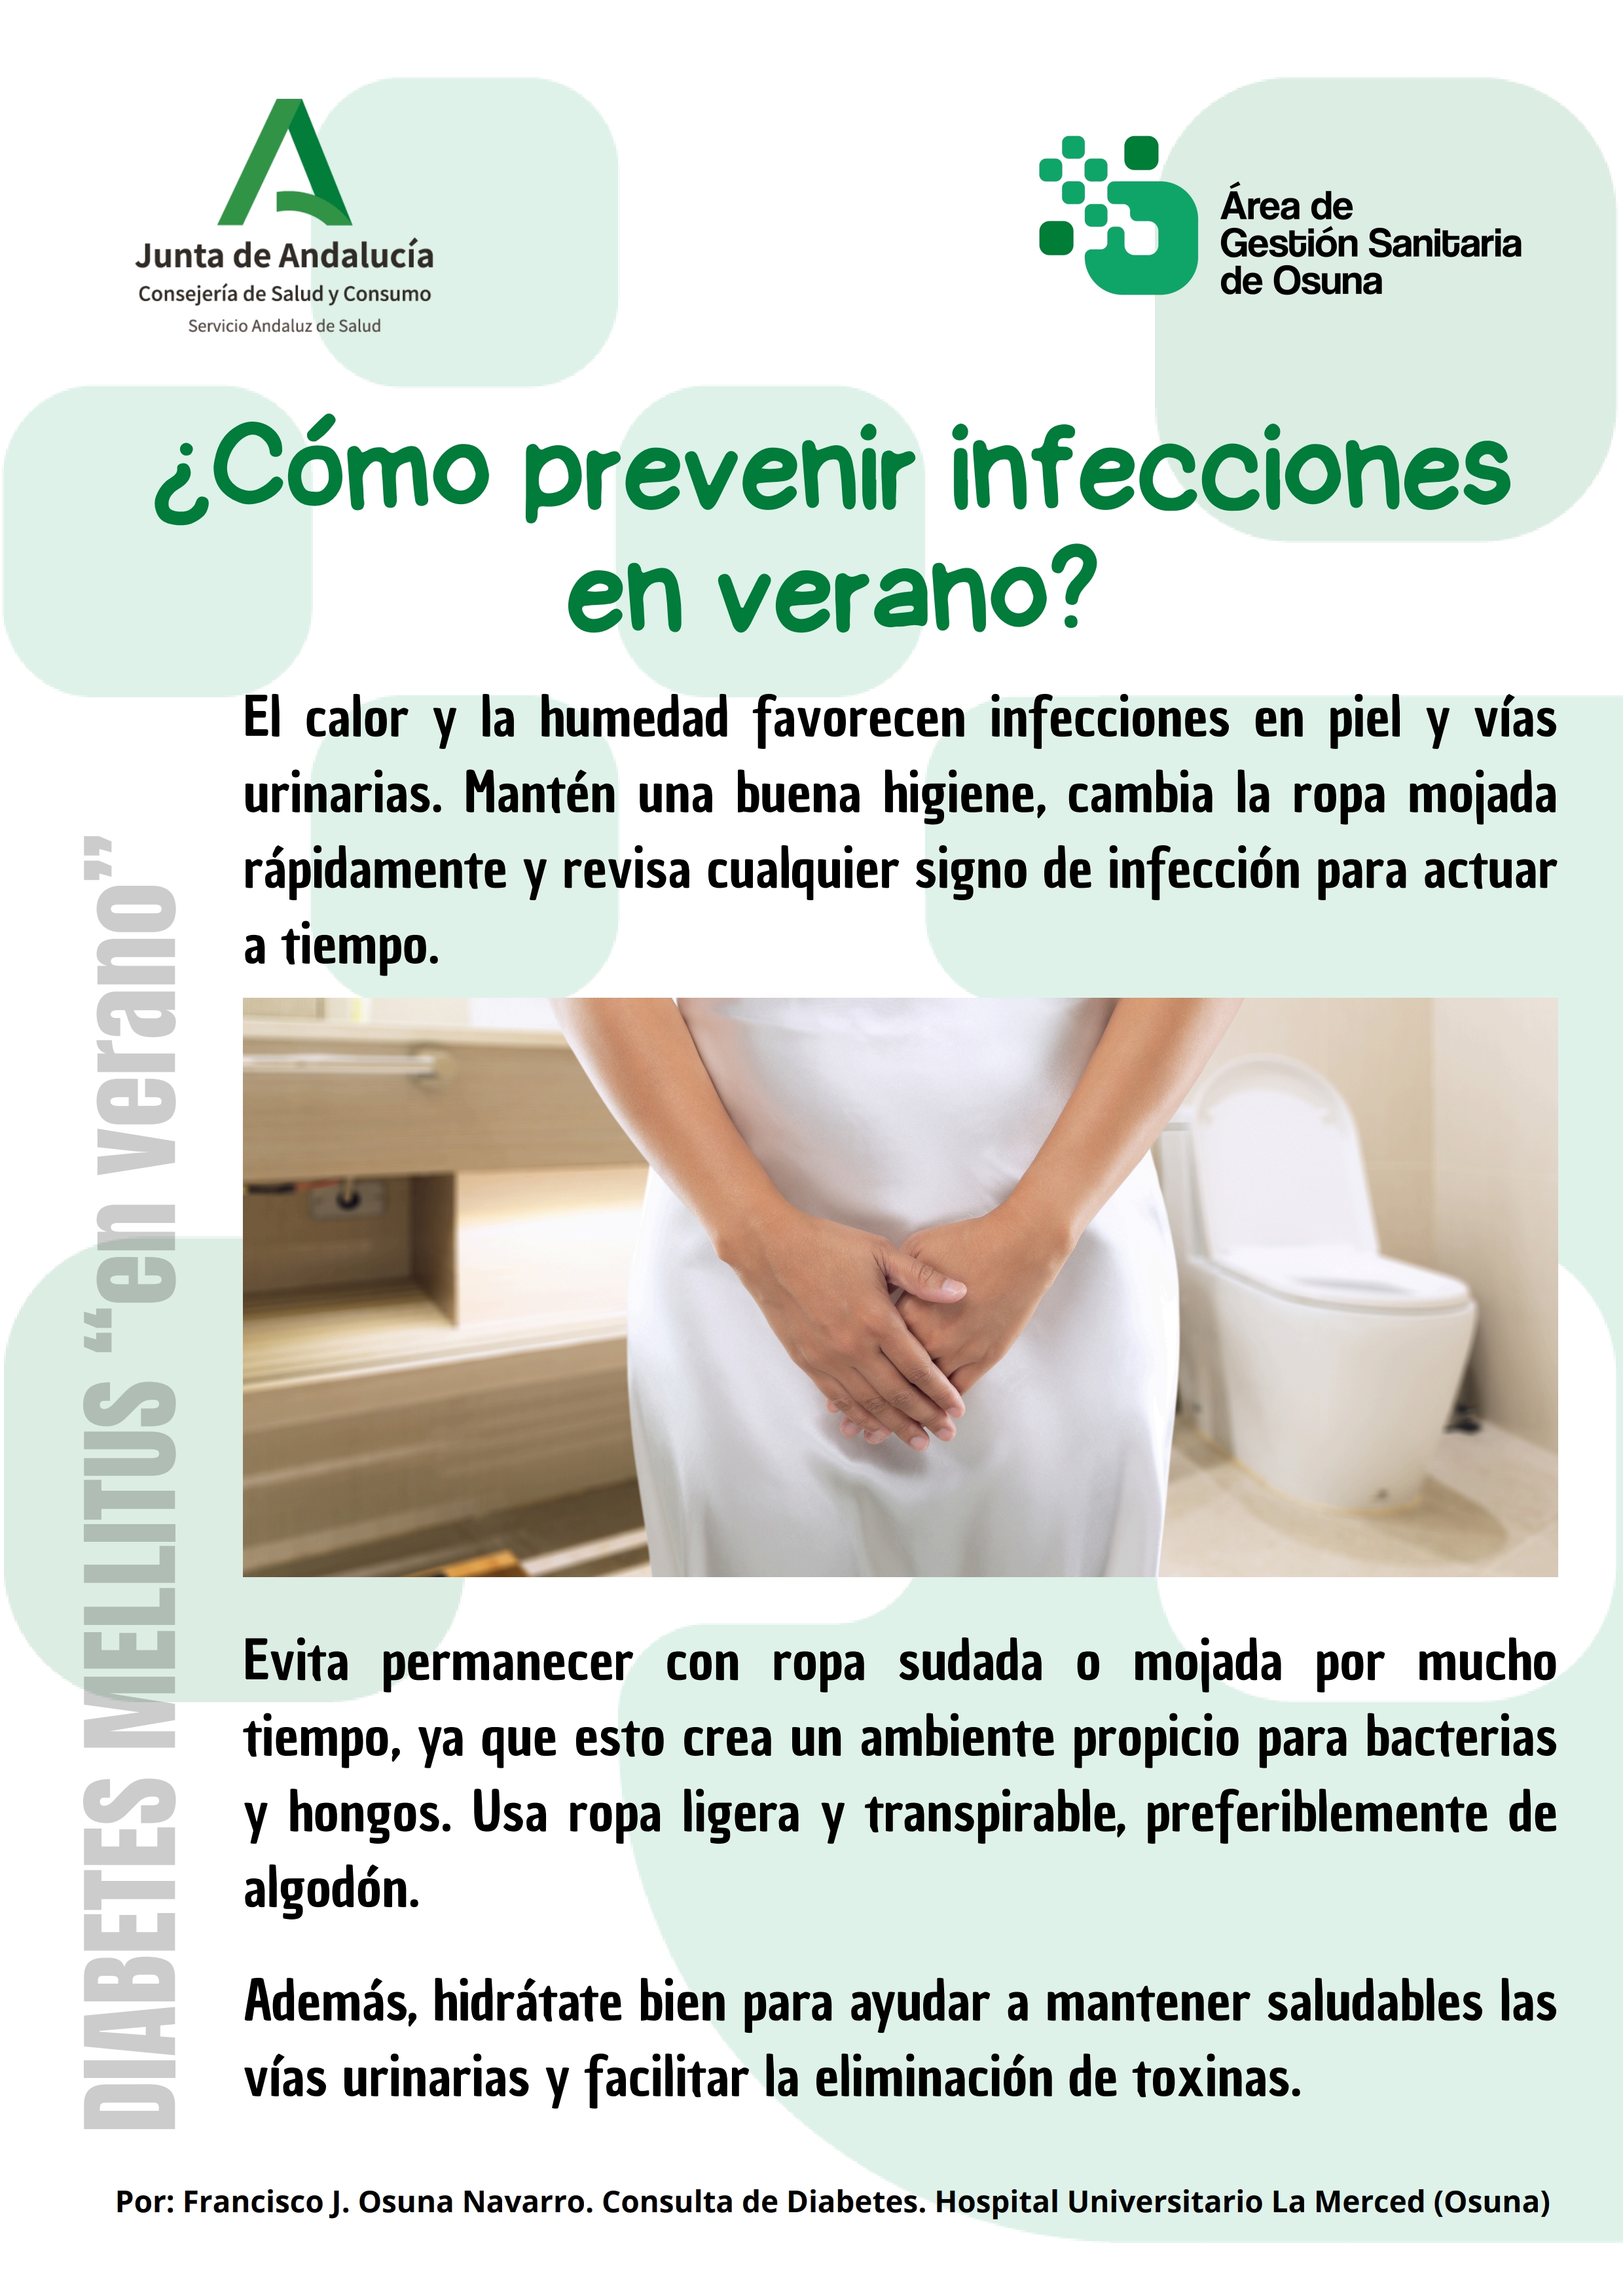 Junta de Andalucía
Consejería de Salud y Consumo
Servicio Andaluz de Salud
Área de
Gestión Sanitaria
de Osuna
¿Cómo prevenir infecciones
en verano?
El calor y la humedad favorecen infecciones en piel y vías
urinarias. Mantén una buena higiene, cambia la ropa mojada
rápidamente y revisa cualquier signo de infección para actuar
a tiempo.
DIABETES MELLITUS “en verano”
Evita permanecer con ropa sudada o mojada por mucho
tiempo, ya que esto crea un ambiente propicio para bacterias
y hongos. Usa ropa ligera y transpirable, preferiblemente de
algodón.
Además, hidrátate bien para ayudar a mantener saludables las
vías urinarias y facilitar la eliminación de toxinas.
Por: Francisco J. Osuna Navarro. Consulta de Diabetes. Hospital Universitario La Merced (Osuna)